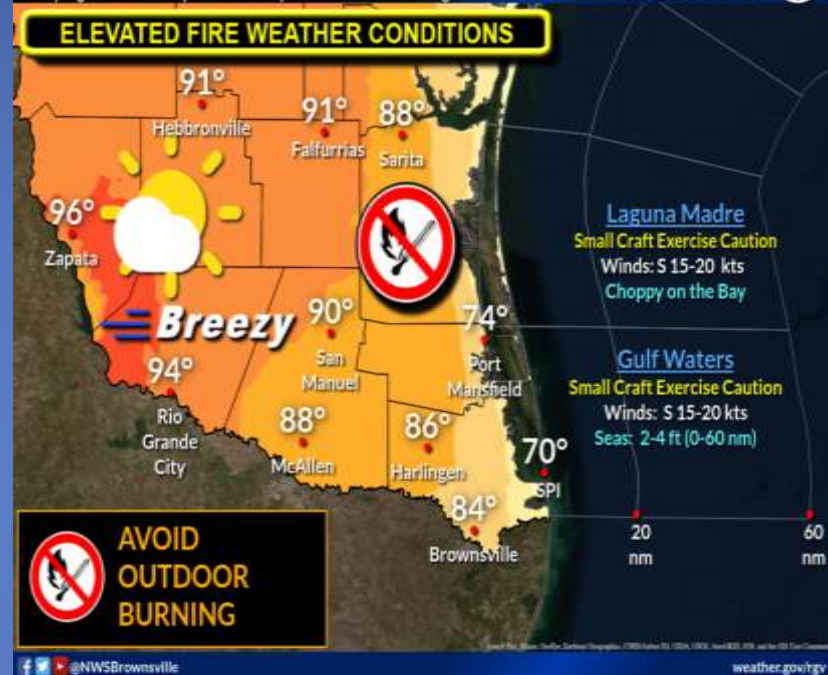 ELEVATED FIRE WEATHER CONDITIONS
91°
Hebbronville
91°
Falfurrias
88°
Sarita
96°
Zapata
Breezy
90°
San
Manuel
74°
Port
Mansfield
94°
Rio
Grande
City
88°
McAllen
86°
Harlingen
70°
SPI
84°
Brownsville
Laguna Madre
Small Craft Exercise Caution
Winds: S 15-20 kts
Choppy on the Bay
Gulf Waters
Small Craft Exercise Caution
Winds: S 15-20 kts
Seas: 2-4 ft (0-60 nm)
20
nm
60
nm
AVOID
OUTDOOR
BURNING
@NWSBrownsville
weather.gov/rgv